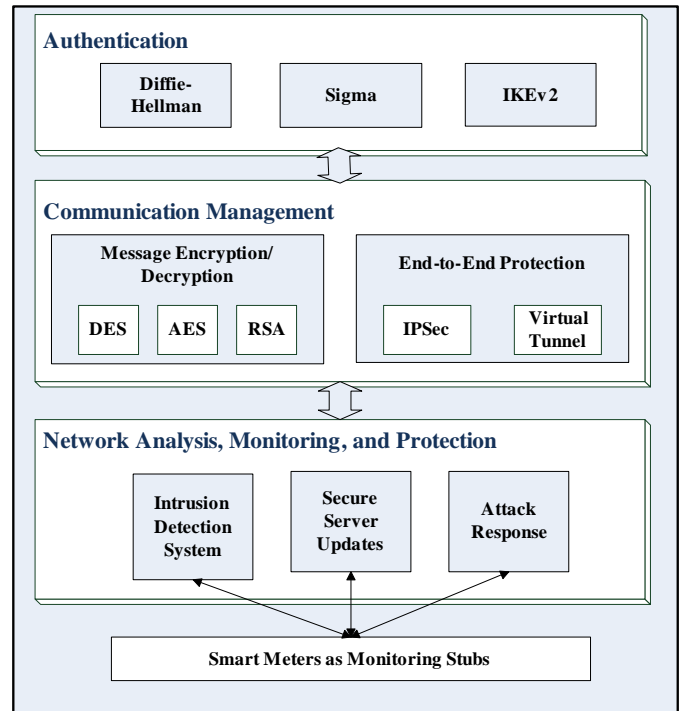 Authentication
Diffie-
Hellman
Sigma
IKEv2
Communication Management
Message Encryption/
Decryption
DES
AES
RSA
End-to-End Protection
IPSec
Virtual
Tunnel
Network Analysis, Monitoring, and Protection
Intrusion
Detection
System
Secure
Server
Updates
Attack
Response
Smart Meters as Monitoring Stubs